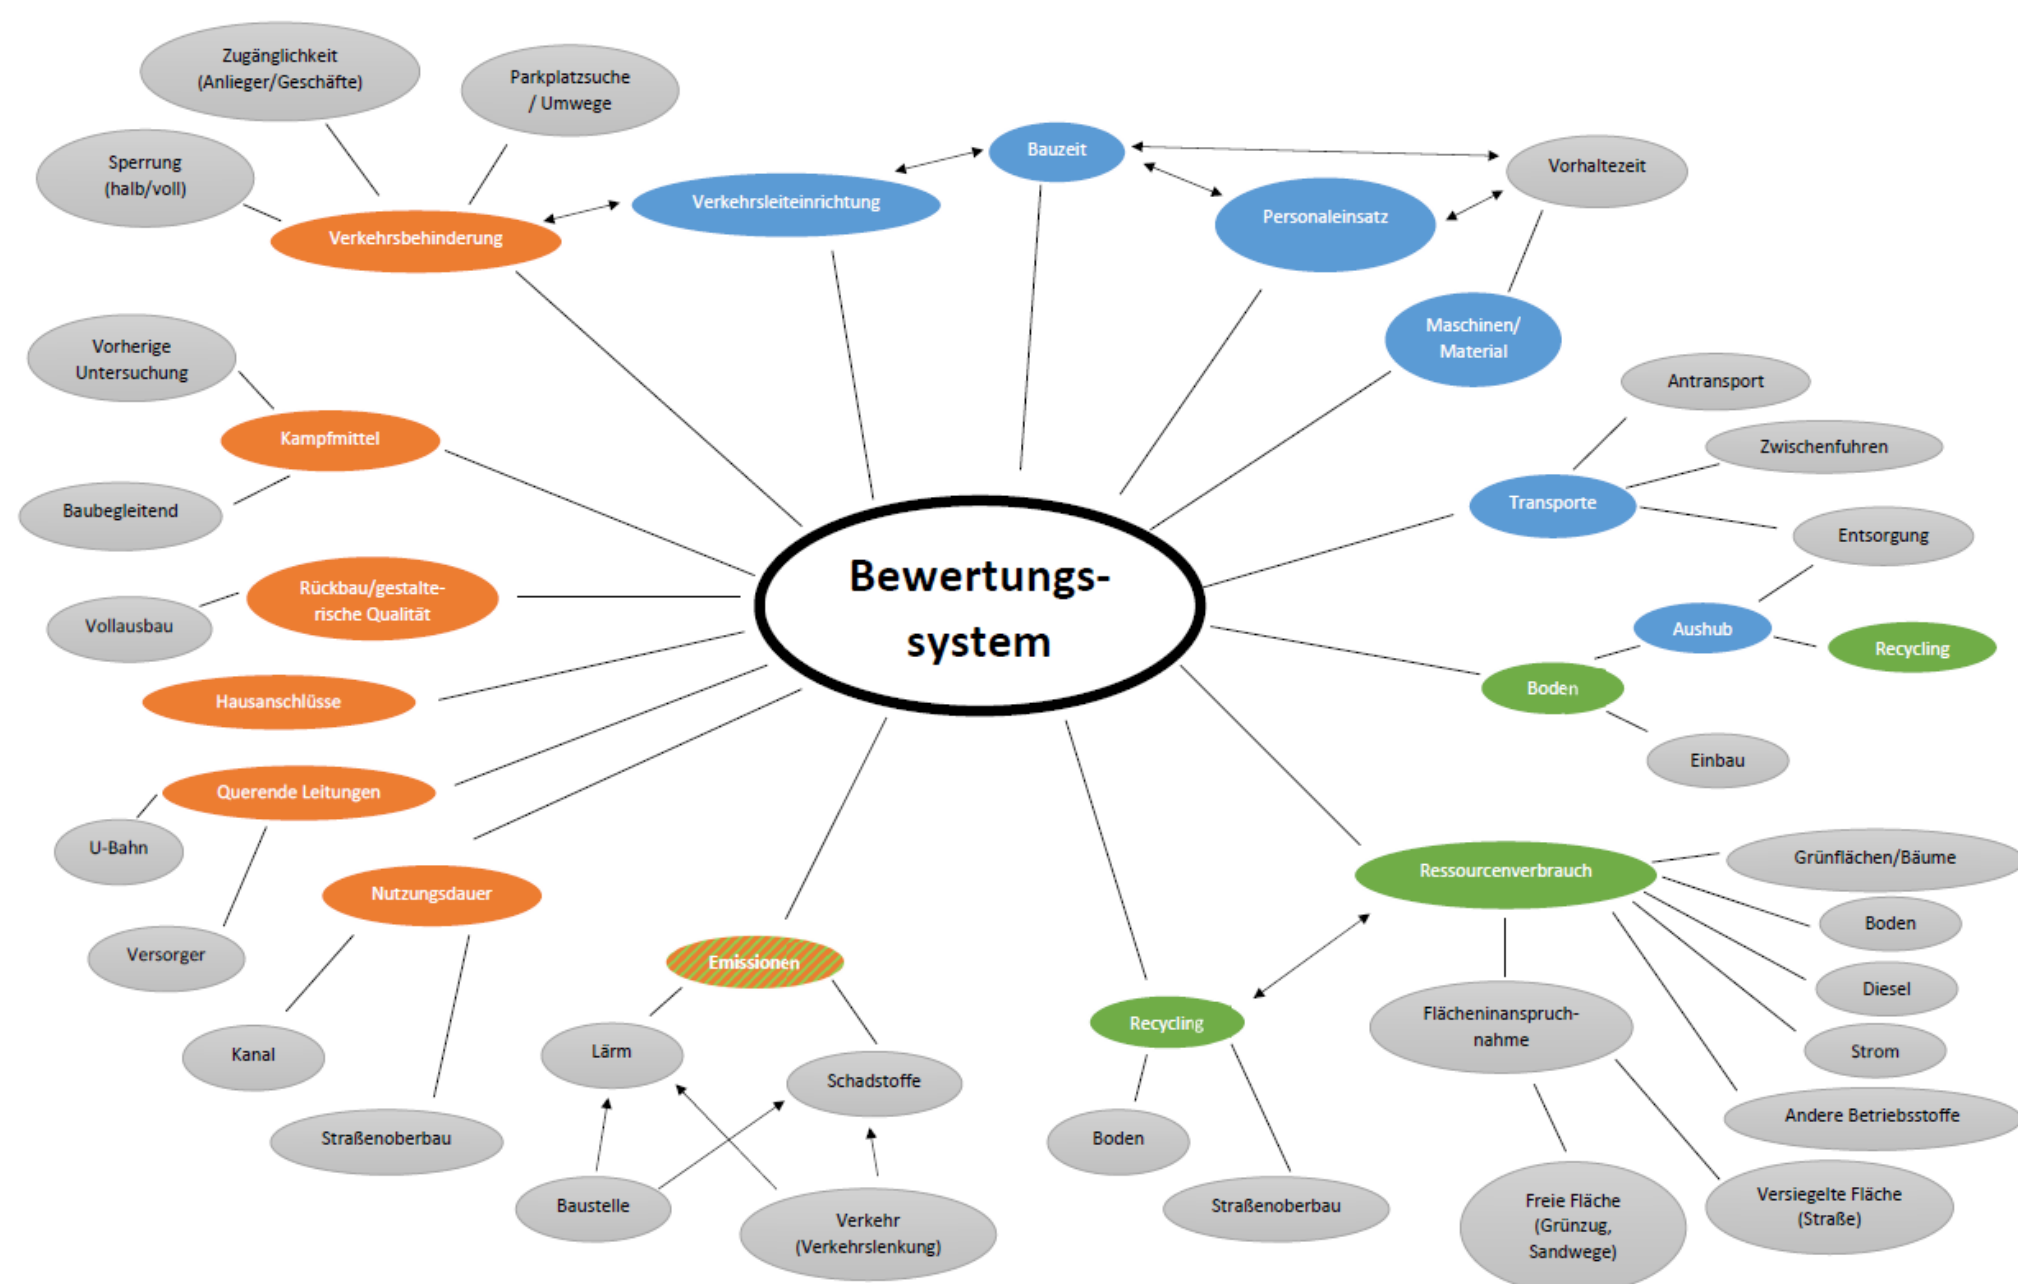 Zugänglichkeit
(Anlieger/Geschäfte)
Parkplatzsuche
/ Umwege
Sperrung
(halb/voll)
Verkehrsbehinderung
Verkehrsleiteinrichtung
Bauzeit
Personaleinsatz
Vorhaltezeit
Maschinen/
Material
Vorherige
Untersuchung
Kampfmittel
Baubegleitend
Antransport
Zwischenfuhren
Transporte
Entsorgung
Rückbau/gestalte-
rische Qualität
Vollausbau
Bewertungs-
system
Aushub
Recycling
Boden
Einbau
Hausanschlüsse
Querende Leitungen
U-Bahn
Versorger
Nutzungsdauer
Kanal
Straßenoberbau
Emissionen
Lärm
Schadstoffe
Baustelle
Verkehr
(Verkehrslenkung)
Recycling
Boden
Straßenoberbau
Ressourcenverbrauch
Grünflächen/Bäume
Boden
Diesel
Strom
Andere Betriebsstoffe
Flächeninanspruch-
nahme
Freie Fläche
(Grünzug,
Sandwege)
Versiegelte Fläche
(Straße)